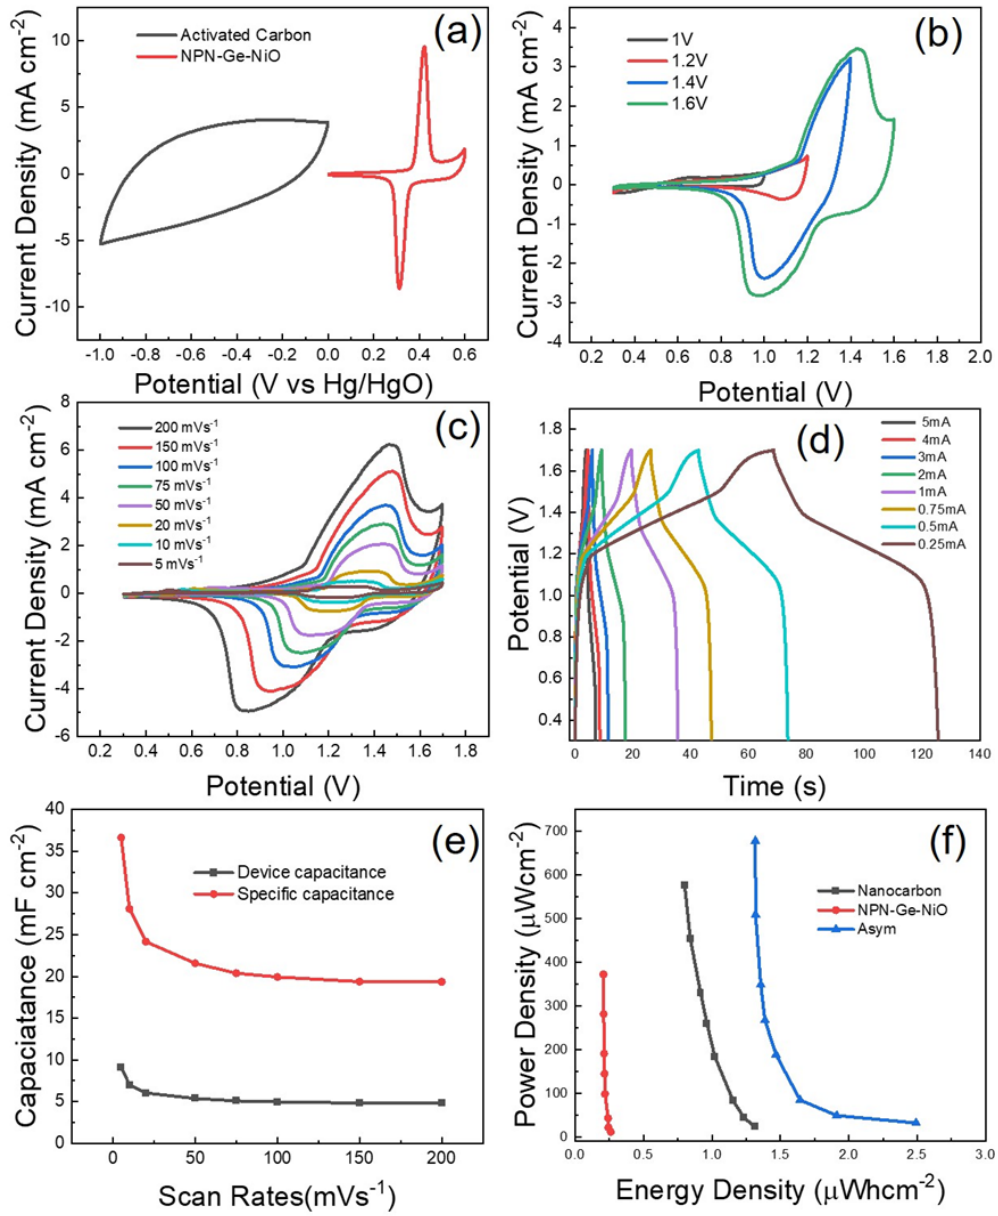 (a)
Activated Carbon
NPN-Ge-NiO
Current Density (mA cm-2)
10
5
0
-5
-10
-1.0 -0.8 -0.6 -0.4 -0.2 0.0 0.2 0.4 0.6
Potential (V vs Hg/HgO)
(b)
1V
1.2V
1.4V
1.6V
Current Density (mA cm-2)
4
3
2
1
0
-1
-2
-3
-4
0.2 0.4 0.6 0.8 1.0 1.2 1.4 1.6 1.8 2.0
Potential (V)
(c)
200 mVs-1
150 mVs-1
100 mVs-1
75 mVs-1
50 mVs-1
20 mVs-1
10 mVs-1
5 mVs-1
Current Density (mA cm-2)
8
6
4
2
0
-2
-4
-6
0.2 0.4 0.6 0.8 1.0 1.2 1.4 1.6 1.8
Potential (V)
(d)
5mA
4mA
3mA
2mA
1mA
0.75mA
0.5mA
0.25mA
Potential (V)
1.8
1.6
1.4
1.2
1.0
0.8
0.6
0.4
0 20 40 60 80 100 120 140
Time (s)
(e)
Device capacitance
Specific capacitance
Capaciatance (mF cm-2)
40
35
30
25
20
15
10
5
0
0 50 100 150 200
Scan Rates(mVs-1)
(f)
Nanocarbon
NPN-Ge-NiO
Asym
Power Density (μWcm-2)
700
600
500
400
300
200
100
0
0.0 0.5 1.0 1.5 2.0 2.5 3.0
Energy Density (μWhcm-2)